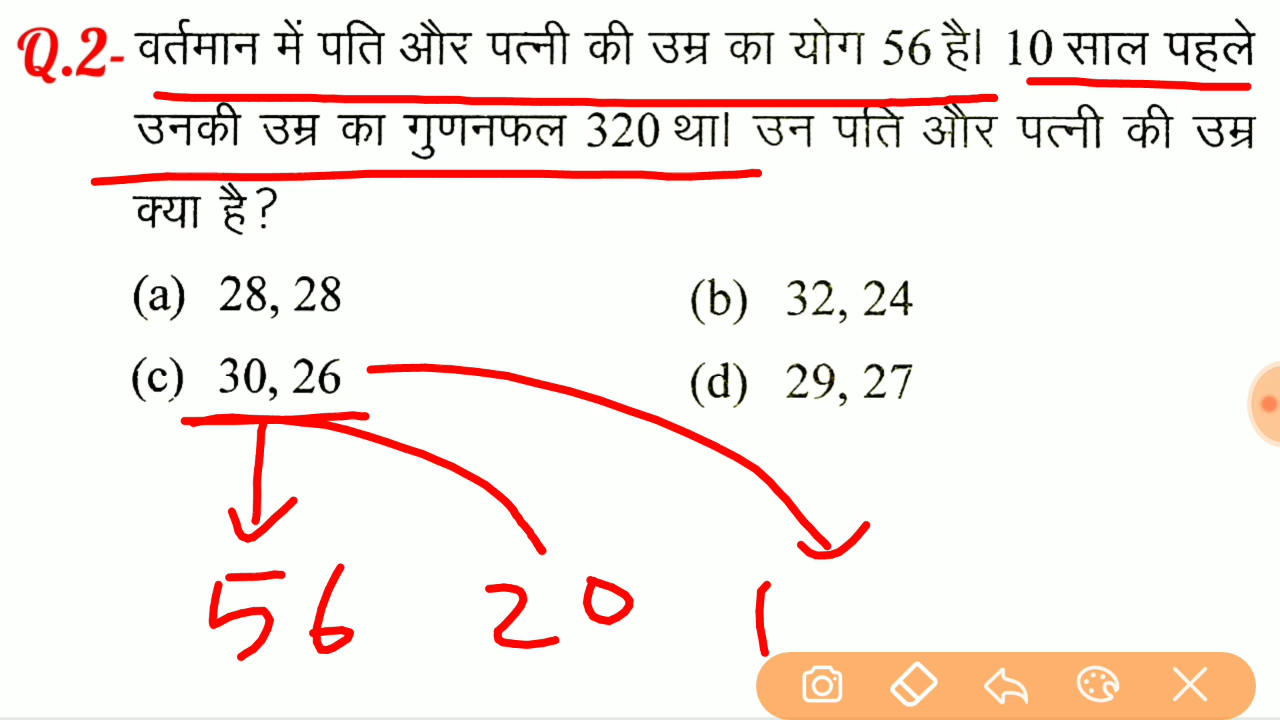 Q.2- वर्तमान में पति और पत्नी की उम्र का योग 56 है। 10 साल पहले
उनकी उम्र का गुणनफल 320 था। उन पति और पत्नी की उम्र
क्या है?
(a) 28, 28 (b) 32, 24
(c) 30, 26 (d) 29, 27
56 20 1